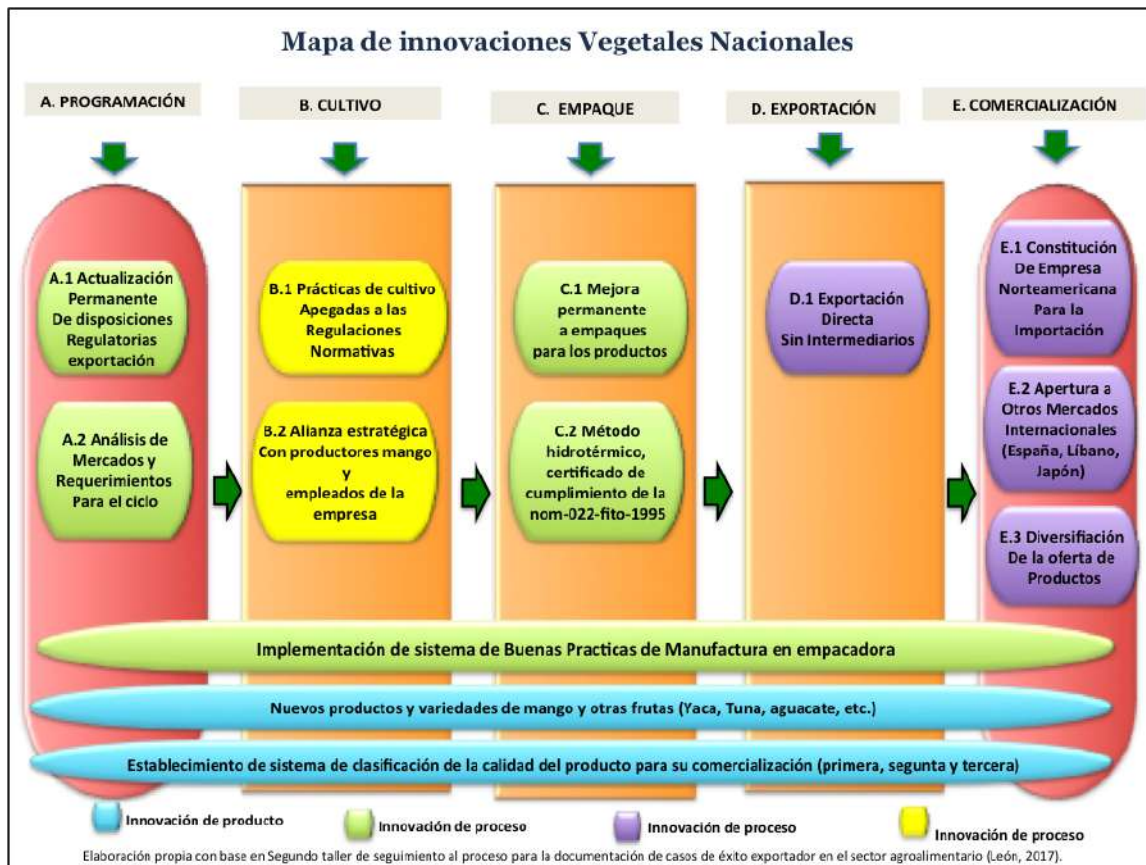 Mapa de innovaciones Vegetales Nacionales
A. PROGRAMACIÓN
B. CULTIVO
C. EMPAQUE
D. EXPORTACIÓN
E. COMERCIALIZACIÓN
A.1 Actualización
Permanente
De disposiciones
Regulatorias
exportación
A.2 Análisis de
Mercados y
Requerimientos
Para el ciclo
B.1 Prácticas de cultivo
Apegadas a las
Regulaciones
Normativas
B.2 Alianza estratégica
Con productores mango
y
empleados de la
empresa
C.1 Mejora
permanente
a empaques
para los productos
C.2 Método
hidrotérmico,
certificado de
cumplimiento de la
nom-022-fito-1995
D.1 Exportación
Directa
Sin Intermediarios
E.1 Constitución
De Empresa
Norteamericana
Para la
Importación
E.2 Apertura a
Otros Mercados
Internacionales
(España, Líbano,
Japón)
E.3 Diversifiación
De la oferta de
Productos
Implementación de sistema de Buenas Practicas de Manufactura en empacadora
Nuevos productos y variedades de mango y otras frutas (Yaca, Tuna, aguacate, etc.)
Establecimiento de sistema de clasificación de la calidad del producto para su comercialización (primera, segunta y tercera)
Innovación de producto
Innovación de proceso
Innovación de proceso
Innovación de proceso
Elaboración propia con base en Segundo taller de seguimiento al proceso para la documentación de casos de éxito exportador en el sector agroalimentario (León, 2017).